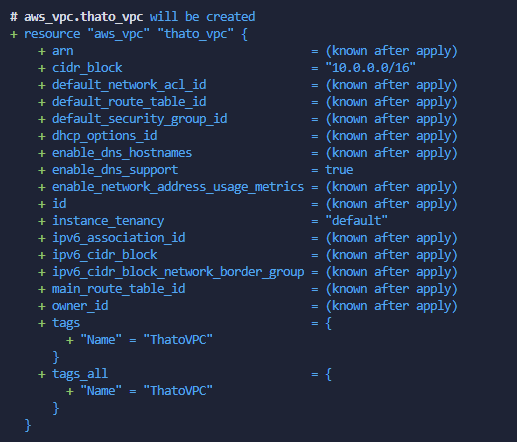 # aws_vpc.thato_vpc will be created
+ resource "aws_vpc" "thato_vpc" {
+ arn = (known after apply)
+ cidr_block = "10.0.0.0/16"
+ default_network_acl_id = (known after apply)
+ default_route_table_id = (known after apply)
+ default_security_group_id = (known after apply)
+ dhcp_options_id = (known after apply)
+ enable_dns_hostnames = (known after apply)
+ enable_dns_support = true
+ enable_network_address_usage_metrics = (known after apply)
+ id = (known after apply)
+ instance_tenancy = "default"
+ ipv6_association_id = (known after apply)
+ ipv6_cidr_block = (known after apply)
+ ipv6_cidr_block_network_border_group = (known after apply)
+ main_route_table_id = (known after apply)
+ owner_id = (known after apply)
+ tags = {
+ "Name" = "ThatoVPC"
}
+ tags_all = {
+ "Name" = "ThatoVPC"
}
}